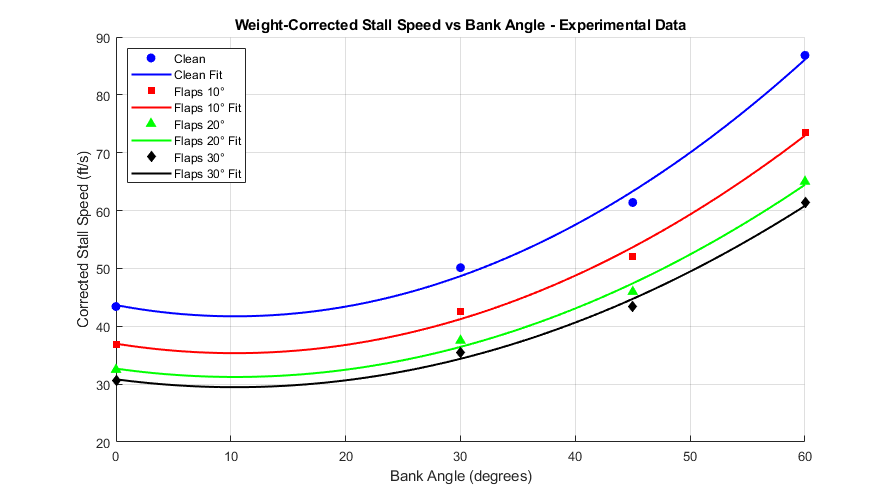 Weight-Corrected Stall Speed vs Bank Angle - Experimental Data
90
80
70
60
50
40
30
20
Corrected Stall Speed (ft/s)
Clean
Clean Fit
Flaps 10°
Flaps 10° Fit
Flaps 20°
Flaps 20° Fit
Flaps 30°
Flaps 30° Fit
0 10 20 30 40 50 60
Bank Angle (degrees)